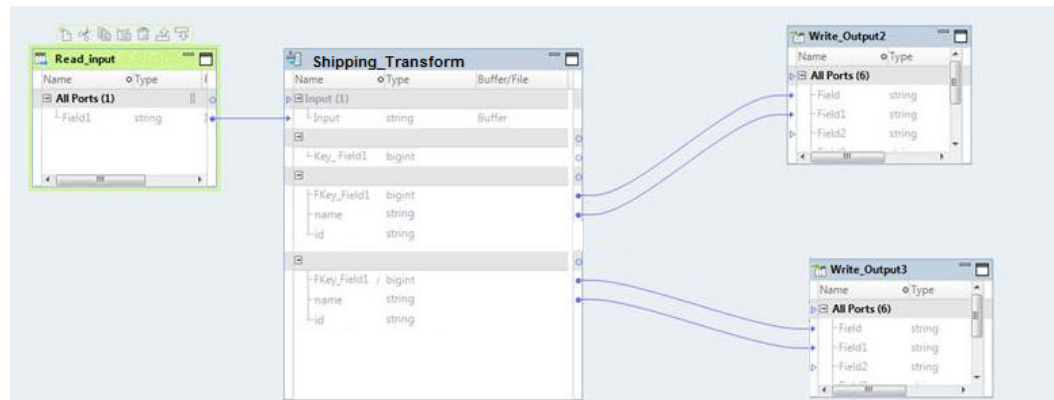 Read_input
Name Type
All Ports (1)
Field1 string
Shipping_Transform
Name Type Buffer/File
Input (1)
Input string Buffer
Key_ Field1 bigint
FKey_Field1 bigint
name string
id string
FKey_Field1 bigint
name string
id string
Write_Output2
Name Type
All Ports (6)
Field string
Field1 string
Field2 string
Write_Output3
Name Type
All Ports (6)
Field string
Field1 string
Field2 string